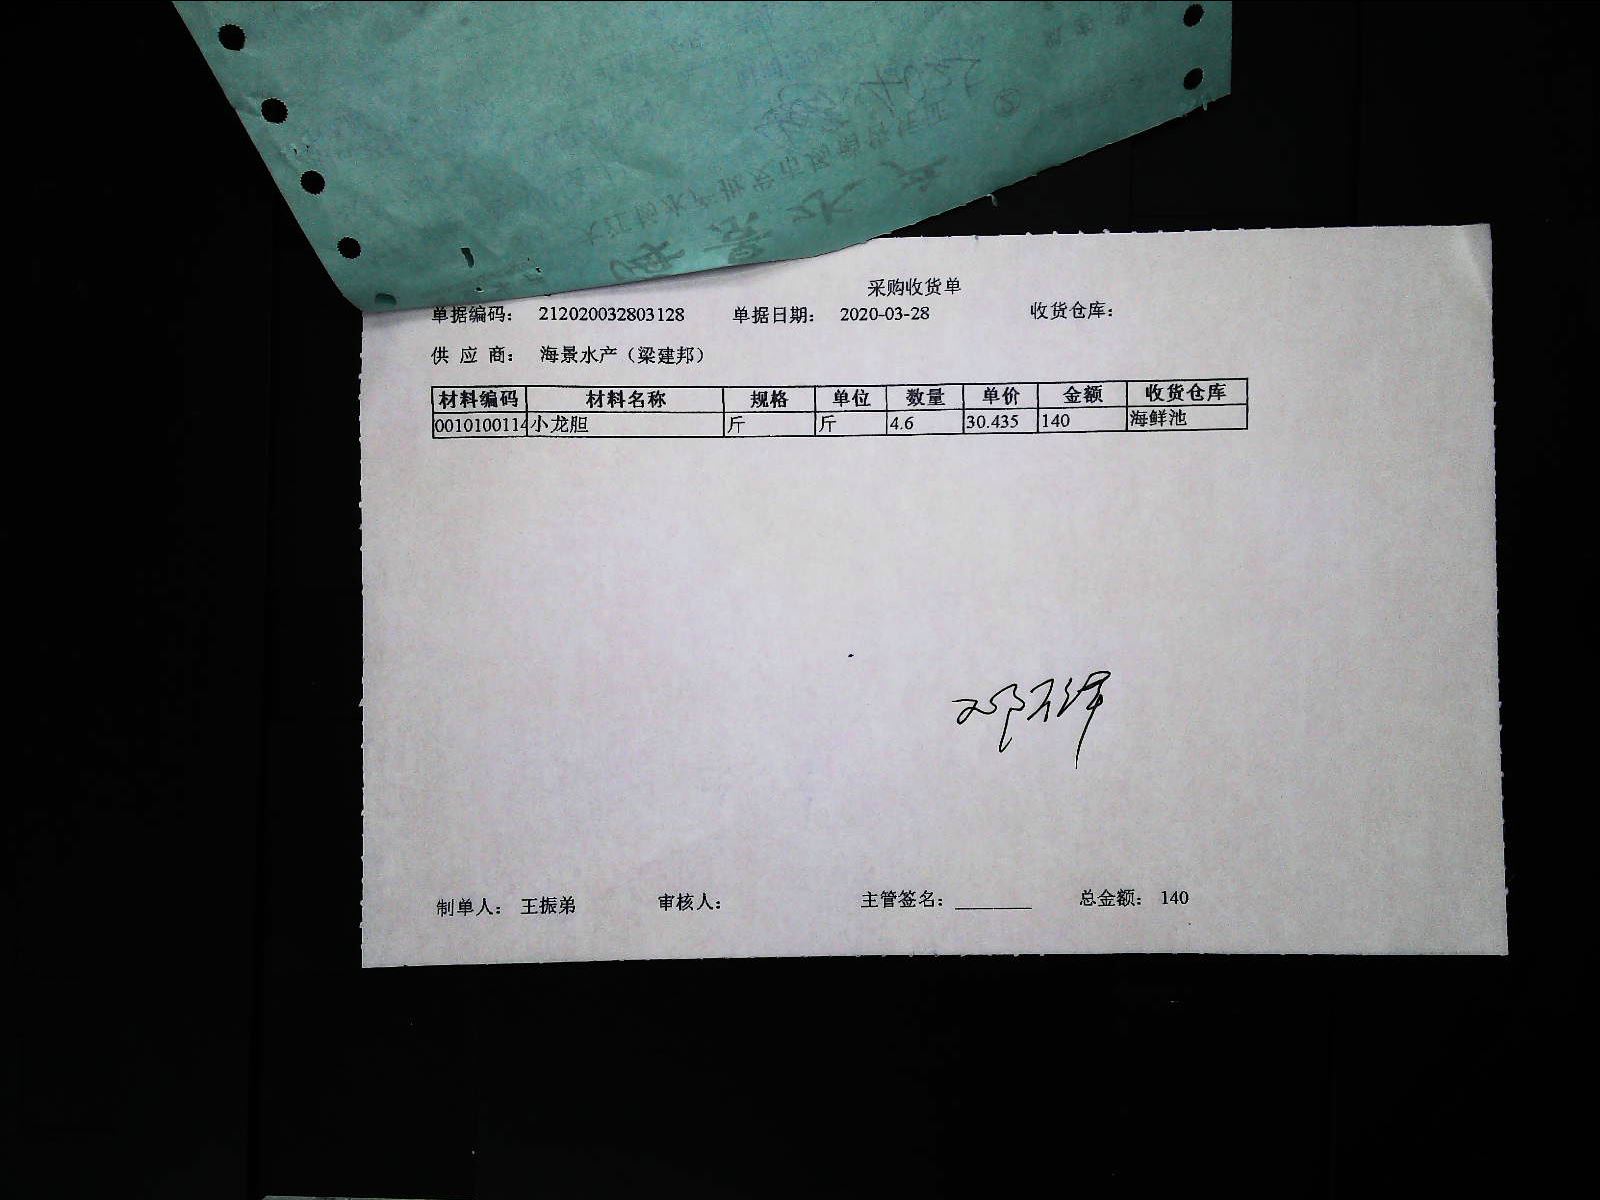 采购收货单
单据编码: 212020032803128 单据日期: 2020-03-28 收货仓库:
供 应 商: 海景水产（梁建邦）
材料编码 材料名称 规格 单位 数量 单价 金额 收货仓库
0010100114 小龙胆 斤 斤 4.6 30.435 140 海鲜池
制单人: 王振弟 审核人: 主管签名: ________ 总金额: 140